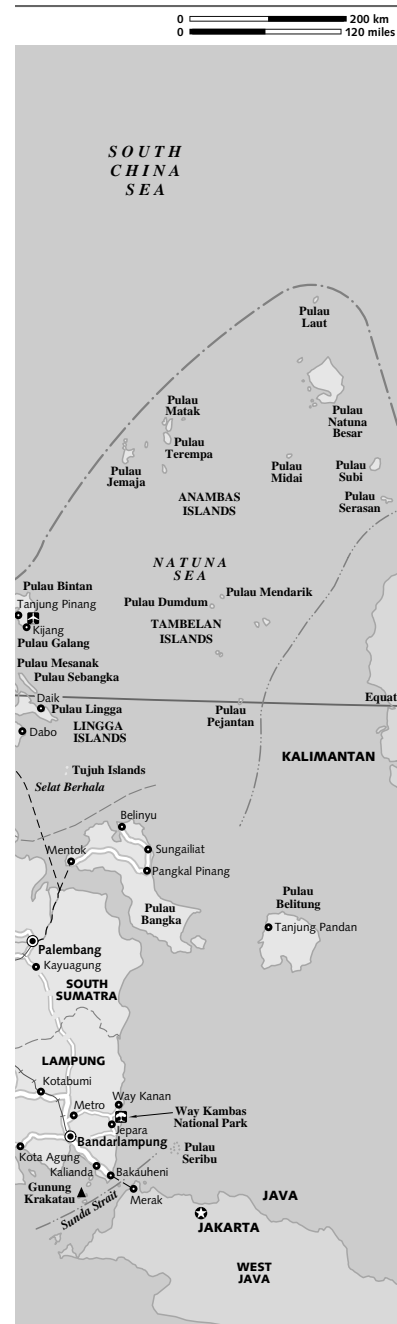 0 200 km
0 120 miles
SOUTH
CHINA
SEA
Pulau
Laut
Pulau
Matak
Pulau
Natuna
Besar
Pulau
Terempa
Pulau
Jemaja
Pulau
Midai
Pulau
Subi
ANAMBAS
ISLANDS
Pulau
Serasan
NATUNA
SEA
Pulau Bintan
Pulau Mendarik
Tanjung Pinang
Pulau Dumdum
Kijang
TAMBELAN
ISLANDS
Pulau Galang
Pulau Mesanak
Pulau Sebangka
Daik
Equat
Pulau Lingga
Pulau
Pejantan
LINGGA
ISLANDS
Dabo
KALIMANTAN
Tujuh Islands
Selat Berhala
Belinyu
Mentok
Sungailiat
Pangkal Pinang
Pulau
Belitung
Pulau
Bangka
Tanjung Pandan
Palembang
Kayuagung
SOUTH
SUMATRA
LAMPUNG
Kotabumi
Way Kanan
Metro
Way Kambas
National Park
Jepara
Bandarlampung
Pulau
Seribu
Kota Agung
Kalianda
Bakauheni
Gunung
Krakatau
Sunda Strait
Merak
JAVA
JAKARTA
WEST
JAVA